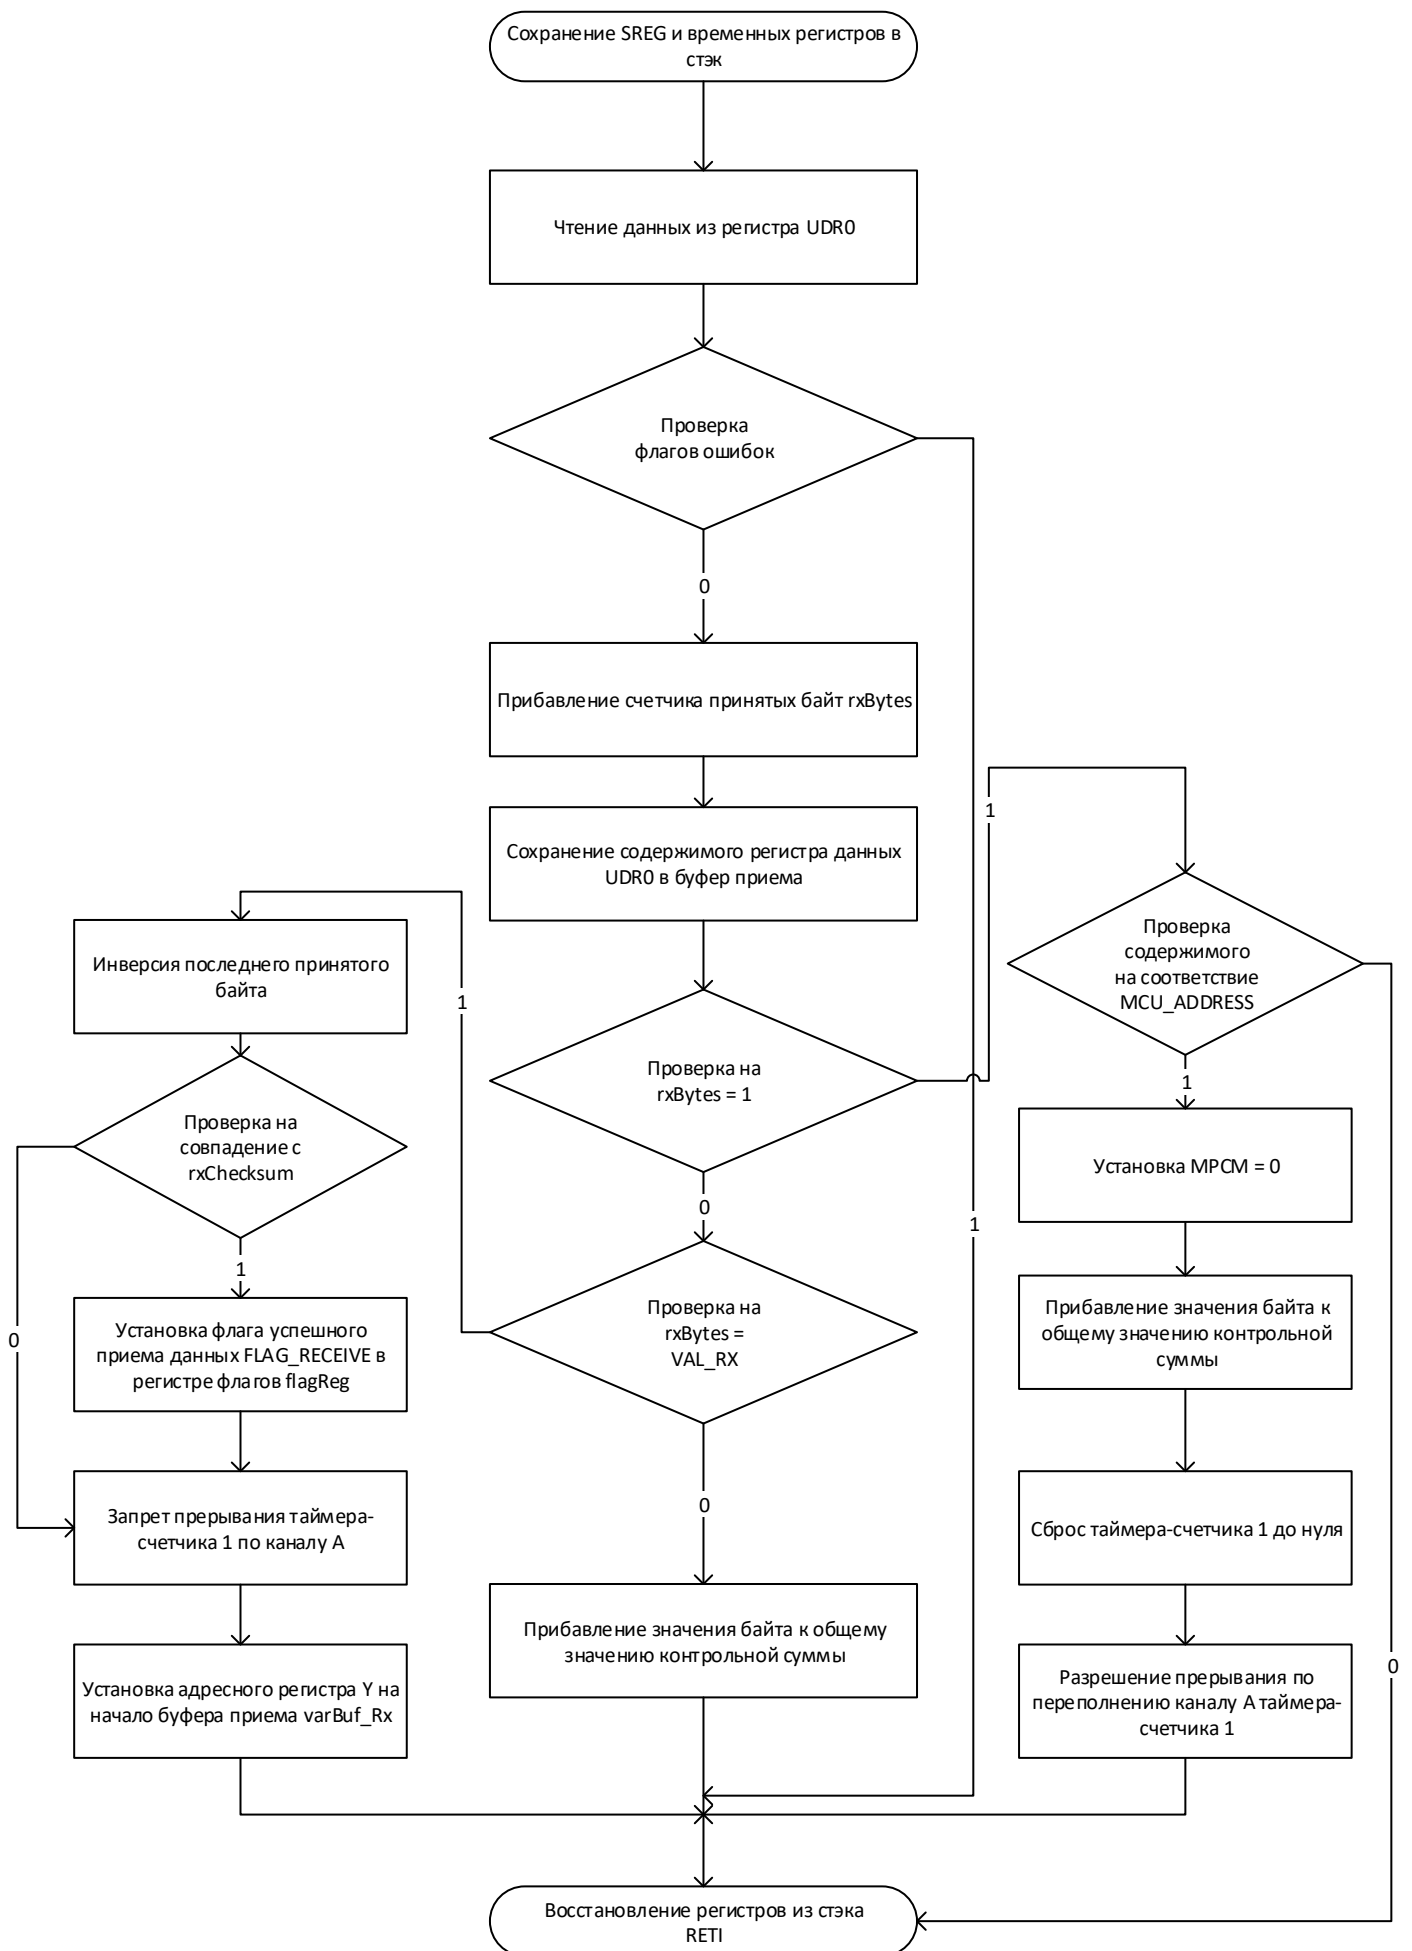 Сохранение SREG и временных регистров в
стэк
Чтение данных из регистра UDR0
Проверка
флагов ошибок
0
1
Прибавление счетчика принятых байт rxBytes
Сохранение содержимого регистра данных
UDR0 в буфер приема
Проверка на
rxBytes = 1
1
0
Проверка на
rxBytes =
VAL_RX
1
0
Прибавление значения байта к общему
значению контрольной суммы
Инверсия последнего принятого
байта
Проверка на
совпадение с
rxChecksum
0
1
Установка флага успешного
приема данных FLAG_RECEIVE в
регистре флагов flagReg
Запрет прерывания таймера-
счетчика 1 по каналу А
Установка адресного регистра Y на
начало буфера приема varBuf_Rx
Проверка
содержимого
на соответствие
MCU_ADDRESS
1
0
Установка MPCM = 0
Прибавление значения байта к
общему значению контрольной
суммы
Сброс таймера-счетчика 1 до нуля
Разрешение прерывания по
переполнению каналу А таймера-
счетчика 1
Восстановление регистров из стэка
RETI